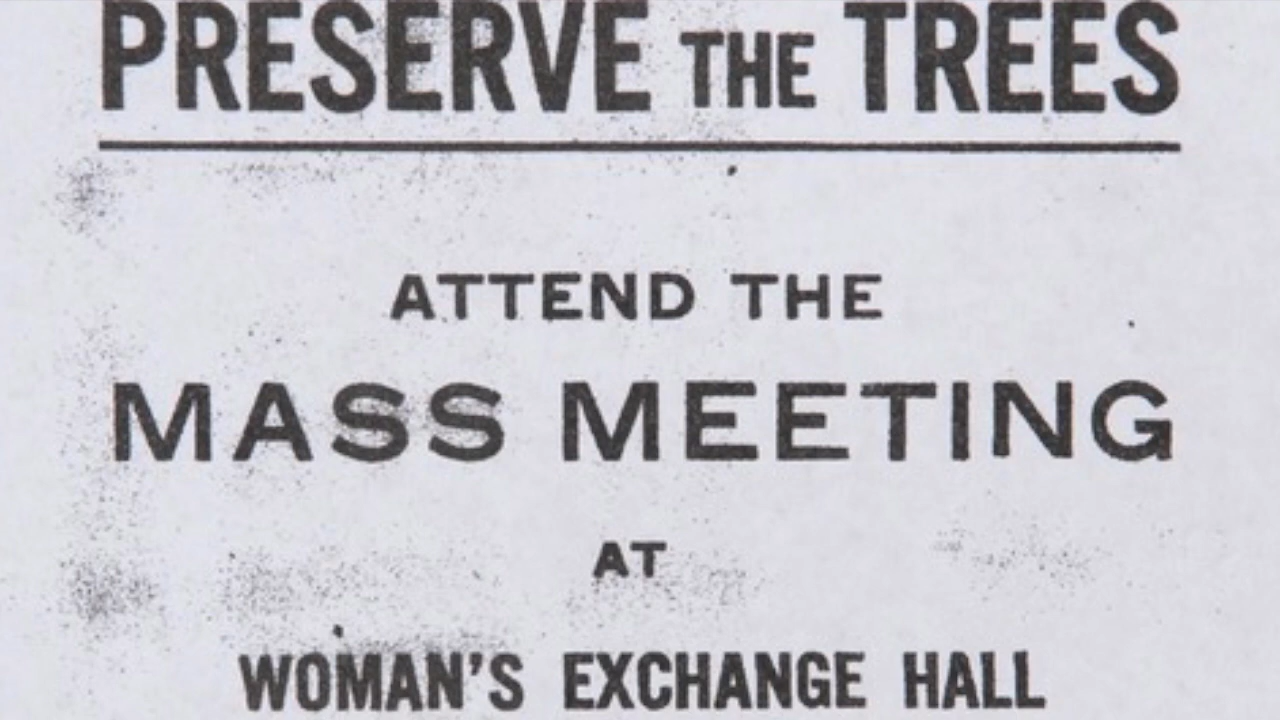 PRESERVE THE TREES
ATTEND THE
MASS MEETING
AT
WOMAN'S EXCHANGE HALL